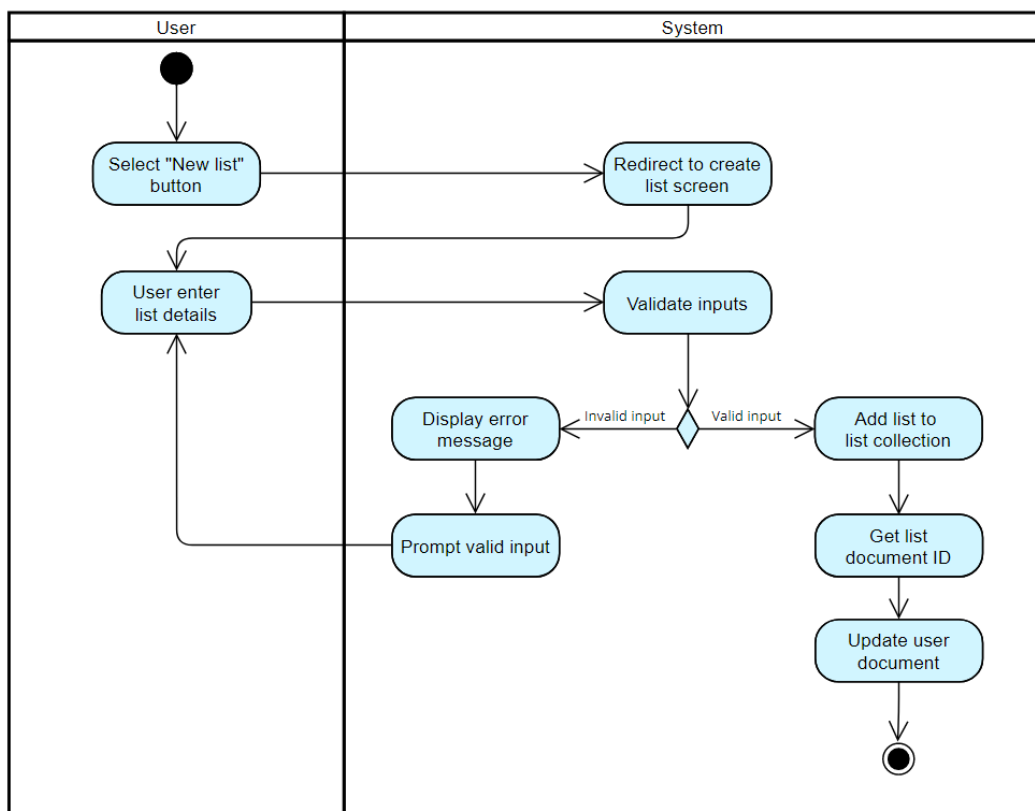 User
System
Select "New list"
button
Redirect to create
list screen
User enter
list details
Validate inputs
Invalid input
Valid input
Display error
message
Add list to
list collection
Prompt valid input
Get list
document ID
Update user
document